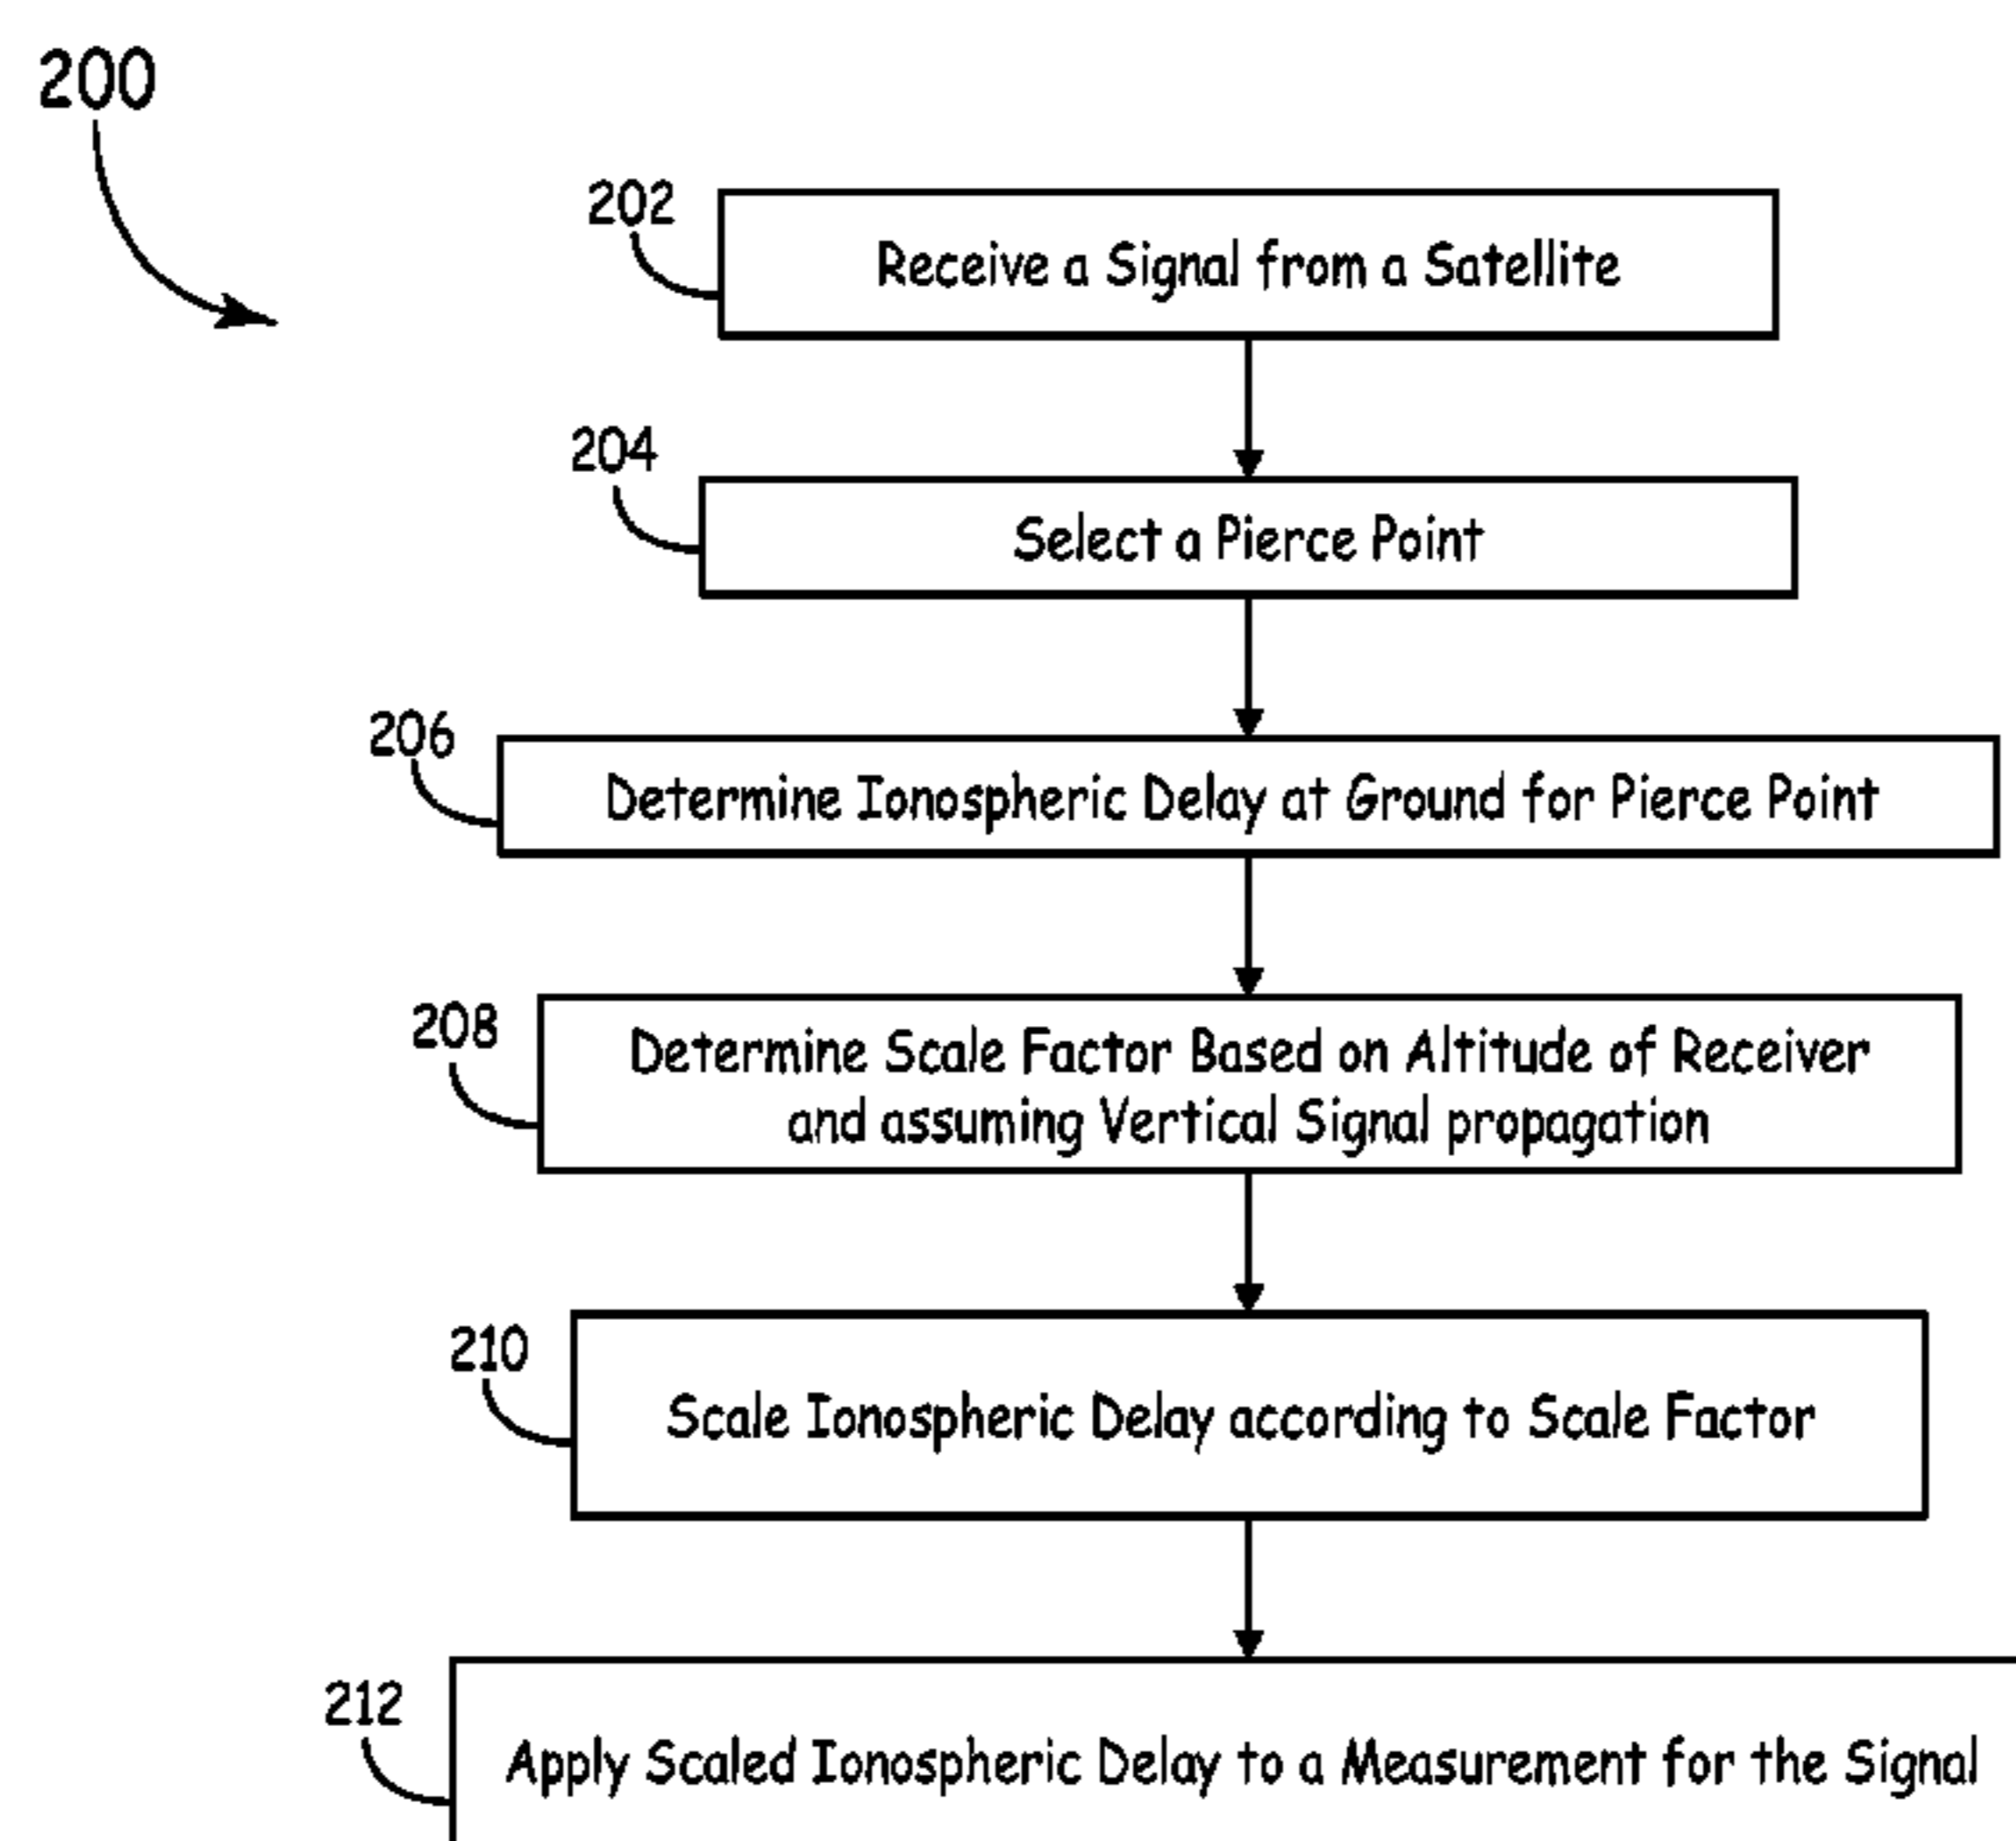 200
202
Receive a Signal from a Satellite
204
Select a Pierce Point
206
Determine Ionospheric Delay at Ground for Pierce Point
208
Determine Scale Factor Based on Altitude of Receiver
and assuming Vertical Signal propagation
210
Scale Ionospheric Delay according to Scale Factor
212
Apply Scaled Ionospheric Delay to a Measurement for the Signal